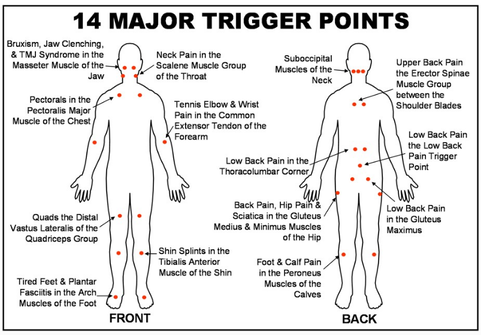 14 MAJOR TRIGGER POINTS
Bruxism, Jaw Clenching,
& TMJ Syndrome in the
Masseter Muscle of the
Jaw
Neck Pain in the
Scalene Muscle Group
of the Throat
Pectorals in the
Pectoralis Major
Muscle of the Chest
Tennis Elbow & Wrist
Pain in the Common
Extensor Tendon of the
Forearm
Quads the Distal
Vastus Lateralis of the
Quadriceps Group
Shin Splints in the
Tibialis Anterior
Muscle of the Shin
Tired Feet & Plantar
Fasciitis in the Arch
Muscles of the Foot
FRONT
Suboccipital
Muscles of the
Neck
Upper Back Pain
the Erector Spinae
Muscle Group
between the
Shoulder Blades
Low Back Pain
the Low Back
Pain Trigger
Point
Low Back Pain in the
Thoracolumbar Corner
Back Pain, Hip Pain &
Sciatica in the Gluteus
Medius & Minimus Muscles
of the Hip
Low Back Pain
in the Gluteus
Maximus
Foot & Calf Pain
in the Peroneus
Muscles of the
Calves
BACK